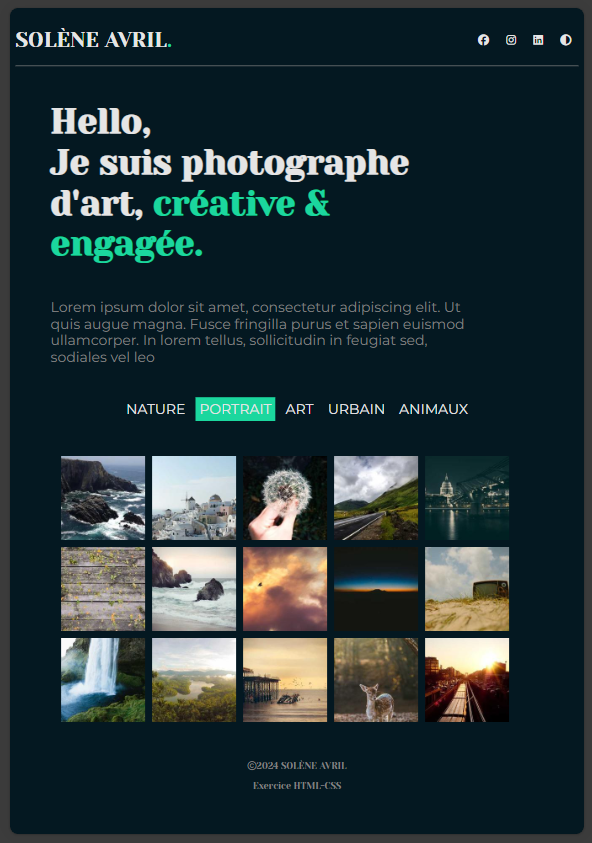 SOLÈNE AVRIL.
Hello,
Je suis photographe
d'art, créative &
engagée.
Lorem ipsum dolor sit amet, consectetur adipiscing elit. Ut
quis augue magna. Fusce fringilla purus et sapien euismod
ullamcorper. In lorem tellus, sollicitudin in feugiat sed,
sodiales vel leo
NATURE PORTRAIT ART URBAIN ANIMAUX
©2024 SOLÈNE AVRIL
Exercice HTML-CSS